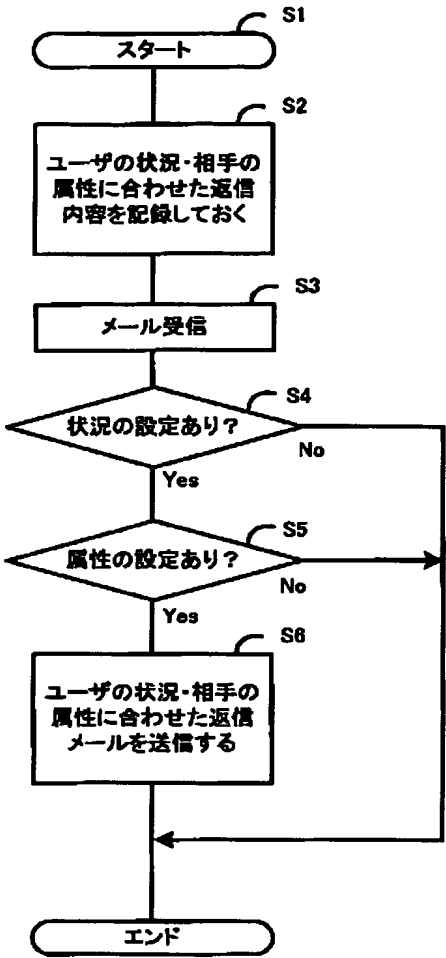 S1
スタート
S2
ユーザの状況・相手の
属性に合わせた返信
内容を記録しておく
S3
メール受信
S4
状況の設定あり？
No
Yes
S5
属性の設定あり？
No
Yes
S6
ユーザの状況・相手の
属性に合わせた返信
メールを送信する
エンド